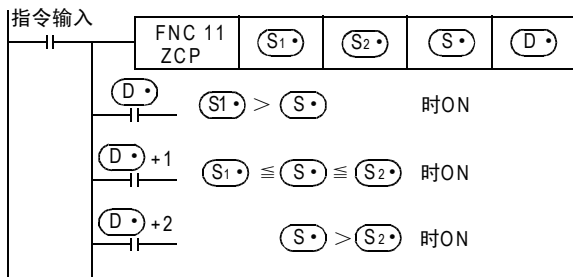 指令输入
FNC 11 ZCP S1・ S2・ S・ D・
D・ S1・ > S・ 时ON
D・+1 S1・ ≦ S・ ≦ S2・ 时ON
D・+2 S・ > S2・ 时ON